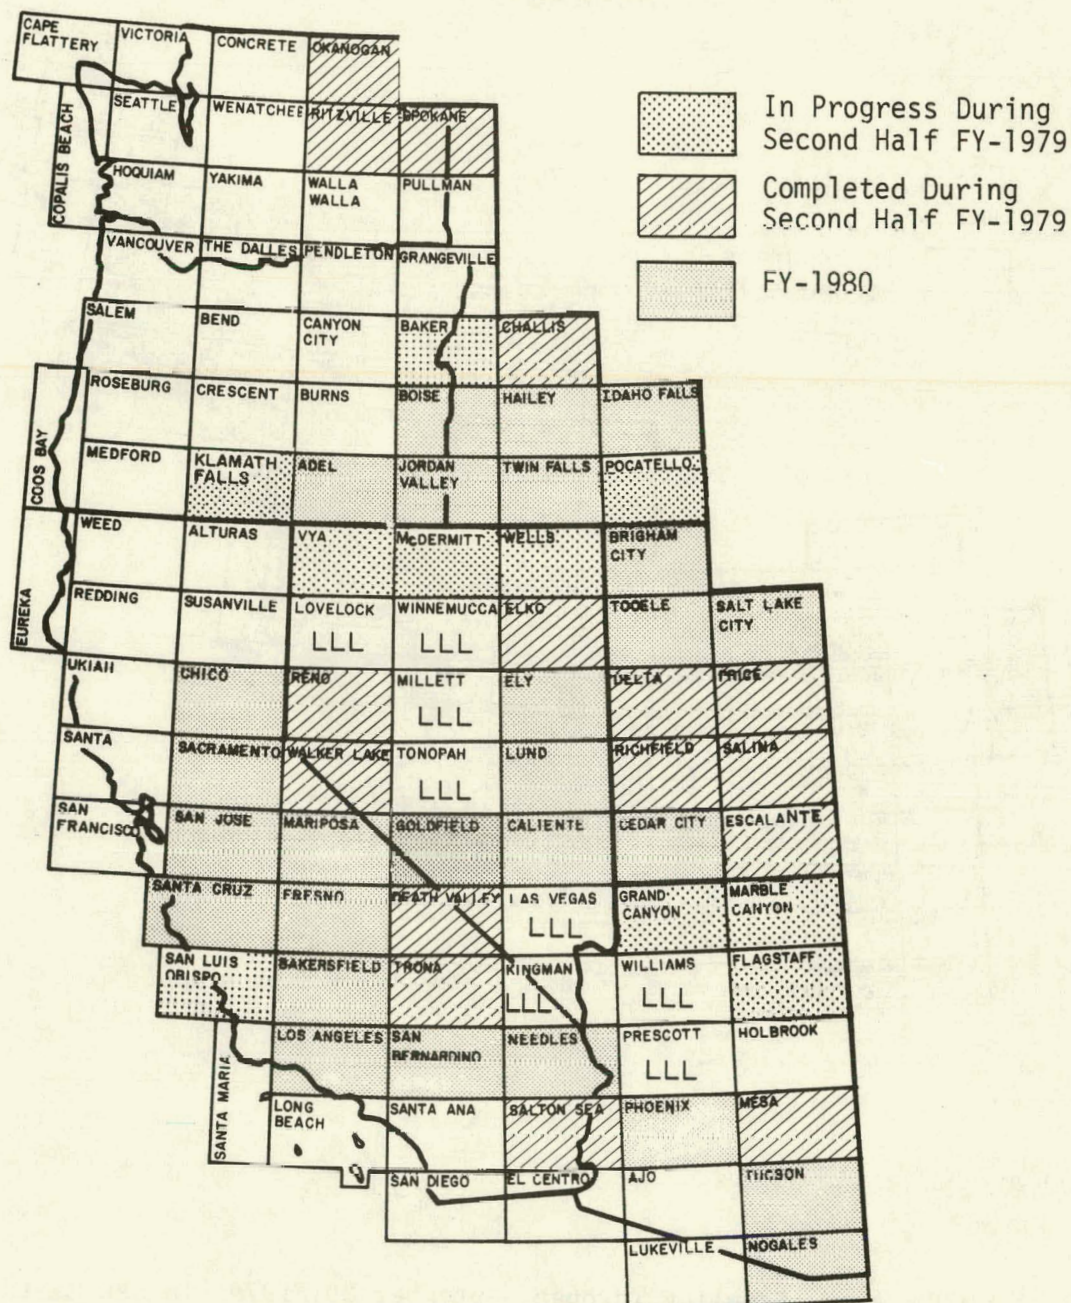 CAPE
FLATTERY
VICTORIA
CONCRETE
OKANOGAN
COPALIS BEACH
SEATTLE
WENATCHEE
RITZVILLE
SPOKANE
In Progress During
Second Half FY-1979
HOQUIAM
YAKIMA
WALLA
WALLA
PULLMAN
Completed During
Second Half FY-1979
VANCOUVER
THE DALLES
PENDLETON
GRANGEVILLE
FY-1980
SALEM
BEND
CANYON
CITY
BAKER
CHALLIS
COOS BAY
ROSEBURG
CRESCENT
BURNS
BOISE
HAILEY
IDAHO FALLS
MEDFORD
KLAMATH
FALLS
ADEL
JORDAN
VALLEY
TWIN FALLS
POCATELLO
EUREKA
WEED
ALTURAS
VYA
McDERMITT
WELLS
BRIGHAM
CITY
REDDING
SUSANVILLE
LOVELOCK
LLL
WINNEMUCCA
LLL
ELKO
TOOELE
SALT LAKE
CITY
UKIAH
CHICO
RENO
MILLETT
LLL
ELY
DELTA
PRICE
SANTA
SACRAMENTO
WALKER LAKE
TONOPAH
LLL
LUND
RICHFIELD
SALINA
SAN
FRANCISCO
SAN JOSE
MARIPOSA
GOLDFIELD
CALIENTE
CEDAR CITY
ESCALANTE
SANTA CRUZ
FRESNO
DEATH VALLEY
LAS VEGAS
LLL
GRAND
CANYON
MARBLE
CANYON
SAN LUIS
OBISPO
BAKERSFIELD
TRONA
KINGMAN
LLL
WILLIAMS
LLL
FLAGSTAFF
SANTA MARIA
LOS ANGELES
SAN
BERNARDINO
NEEDLES
PRESCOTT
LLL
HOLBROOK
LONG
BEACH
SANTA ANA
SALTON SEA
PHOENIX
MESA
SAN DIEGO
EL CENTRO
AJO
TUCSON
LUKEVILLE
NOGALES